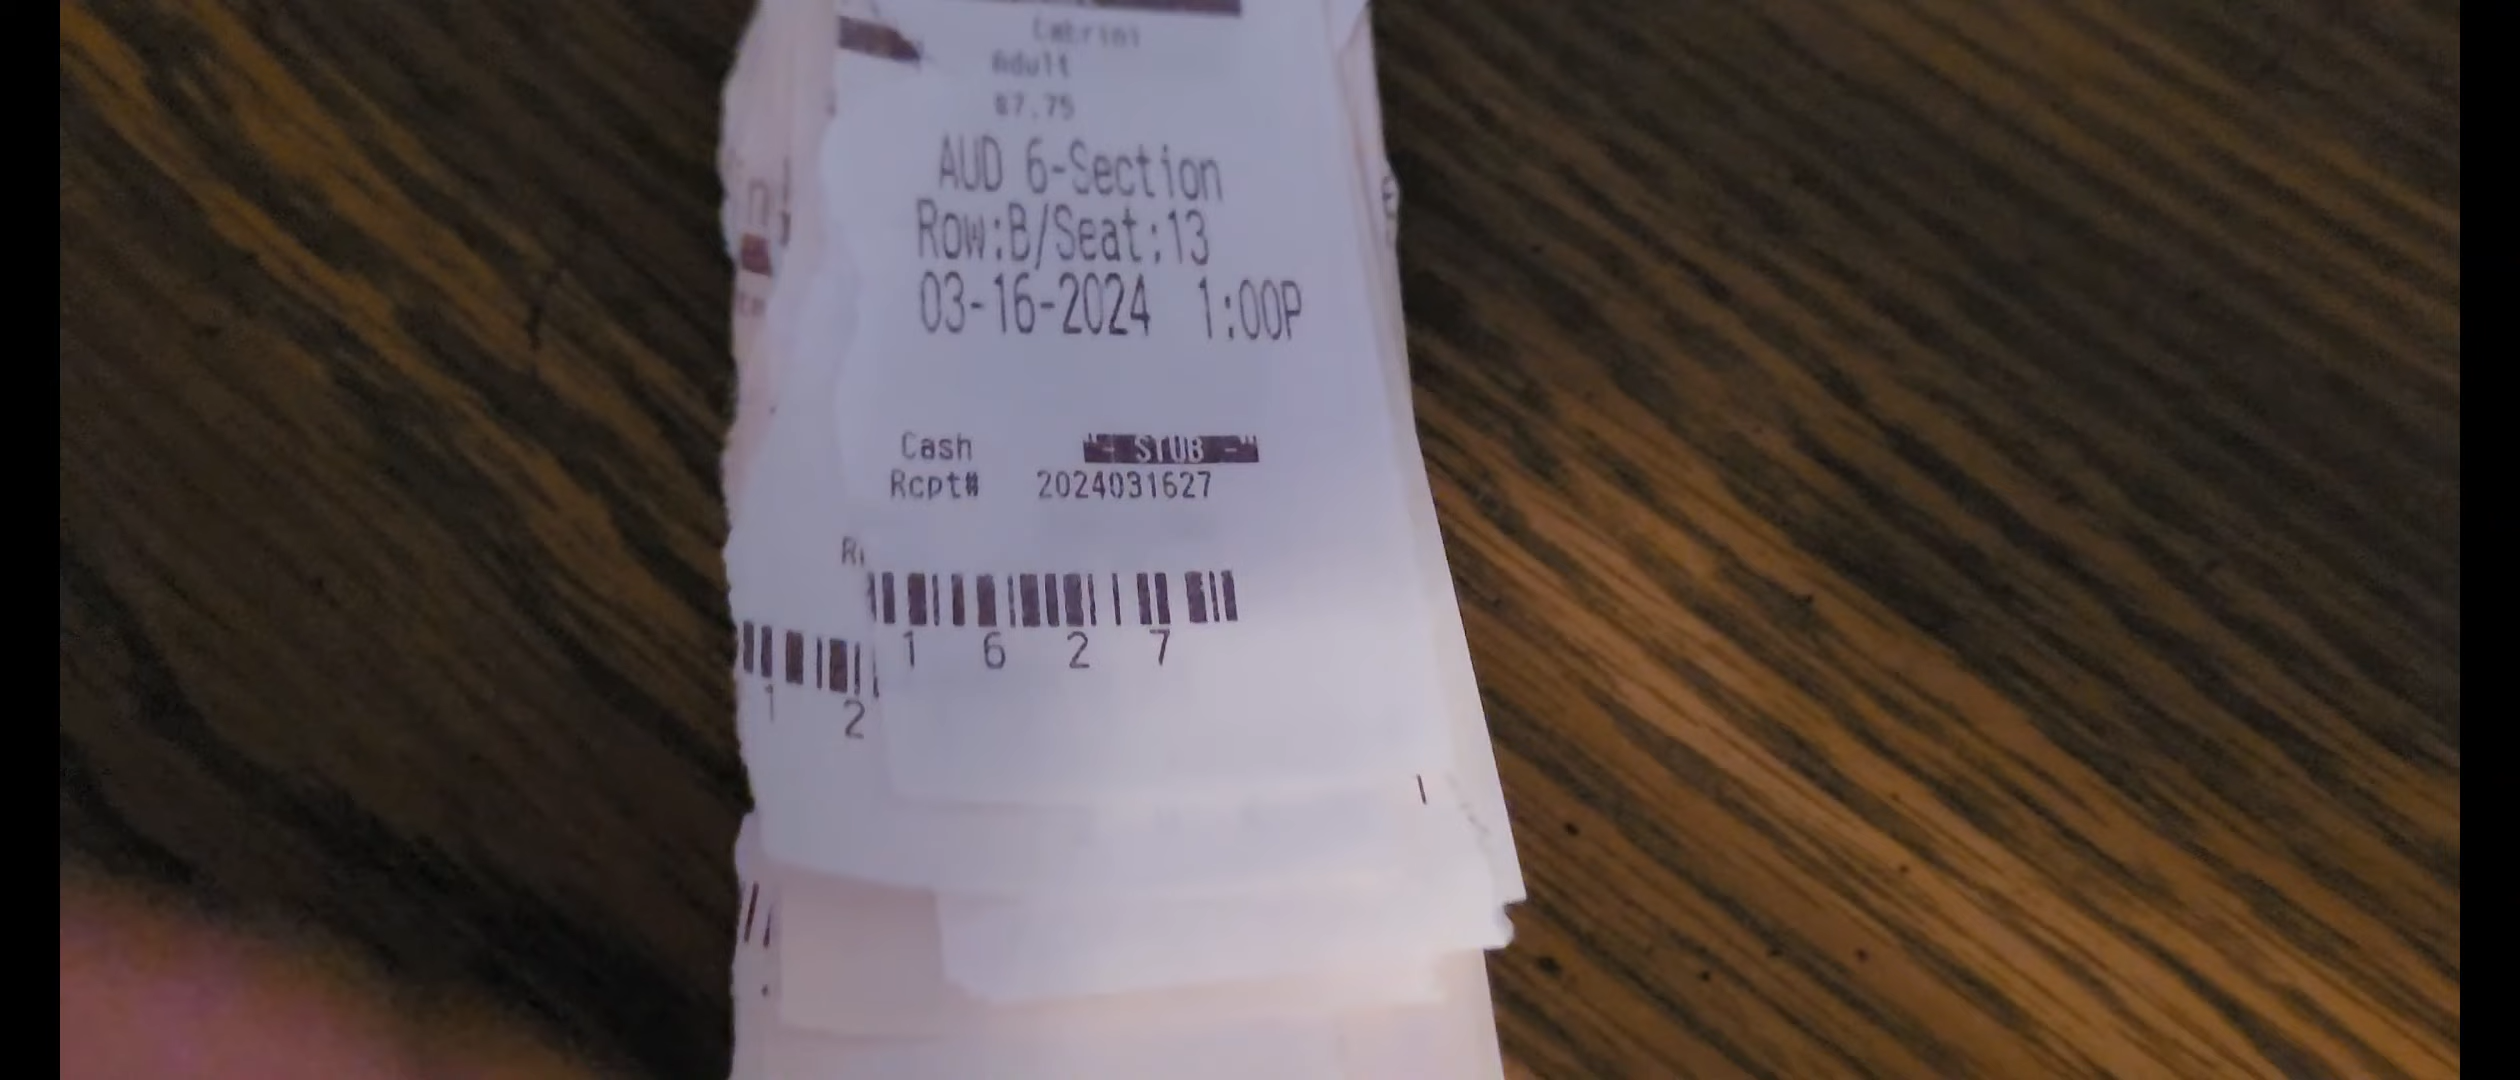 Cabrini
Adult
$7.75
AUD 6-Section
Row:B/Seat:13
03-16-2024 1:00P
Cash - STUB -
Rcpt# 2024031627
1 6 2 7
1 2